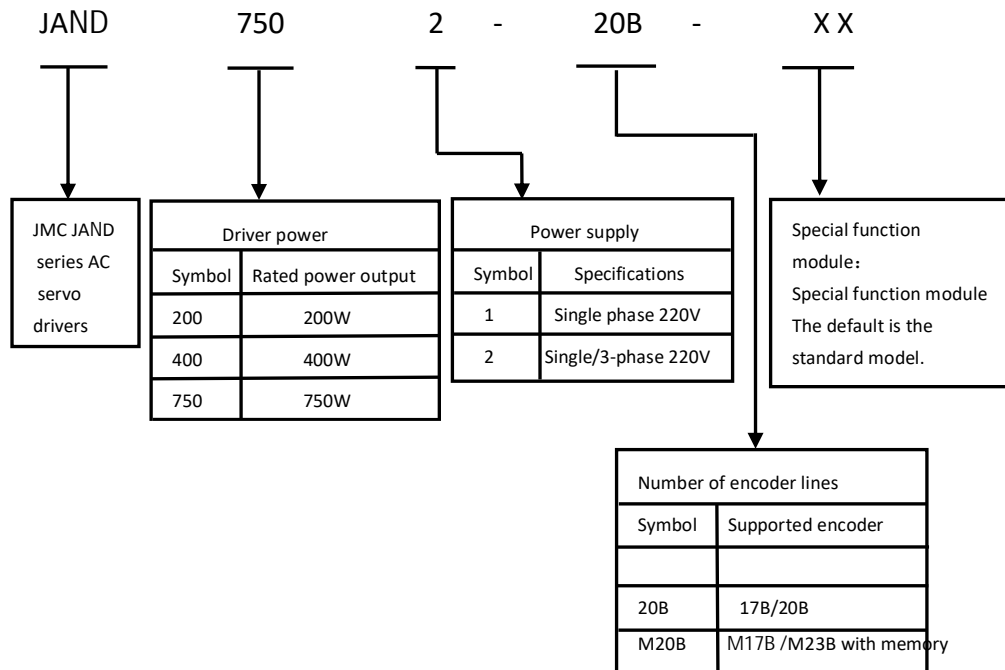 JAND 750 2 - 20B - X X
JMC JAND
series AC
servo
drivers
Driver power
Symbol Rated power output
200 200W
400 400W
750 750W
Power supply
Symbol Specifications
1 Single phase 220V
2 Single/3-phase 220V
Special function
module：
Special function module
The default is the
standard model.
Number of encoder lines
Symbol Supported encoder
20B 17B/20B
M20B M17B /M23B with memory